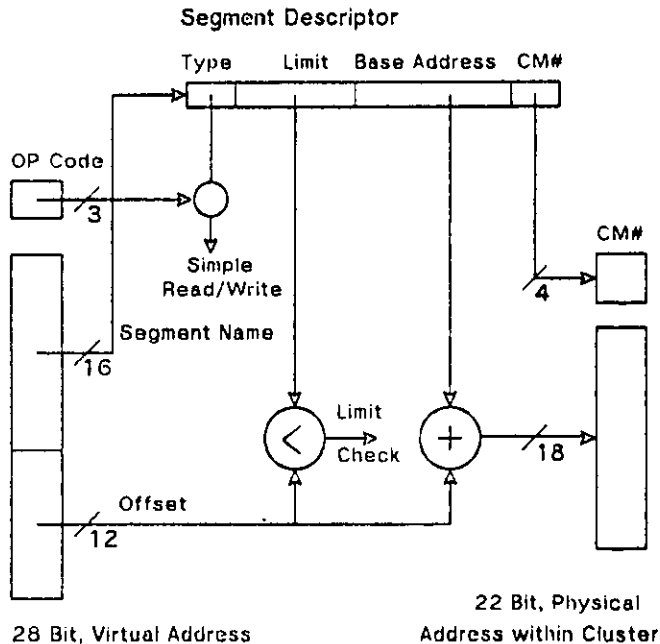 Segment Descriptor
Type Limit Base Address CM#
OP Code
3
Simple
Read/Write
CM#
4
Segment Name
16
<
Limit
Check
+
18
Offset
12
28 Bit, Virtual Address
22 Bit, Physical
Address within Cluster